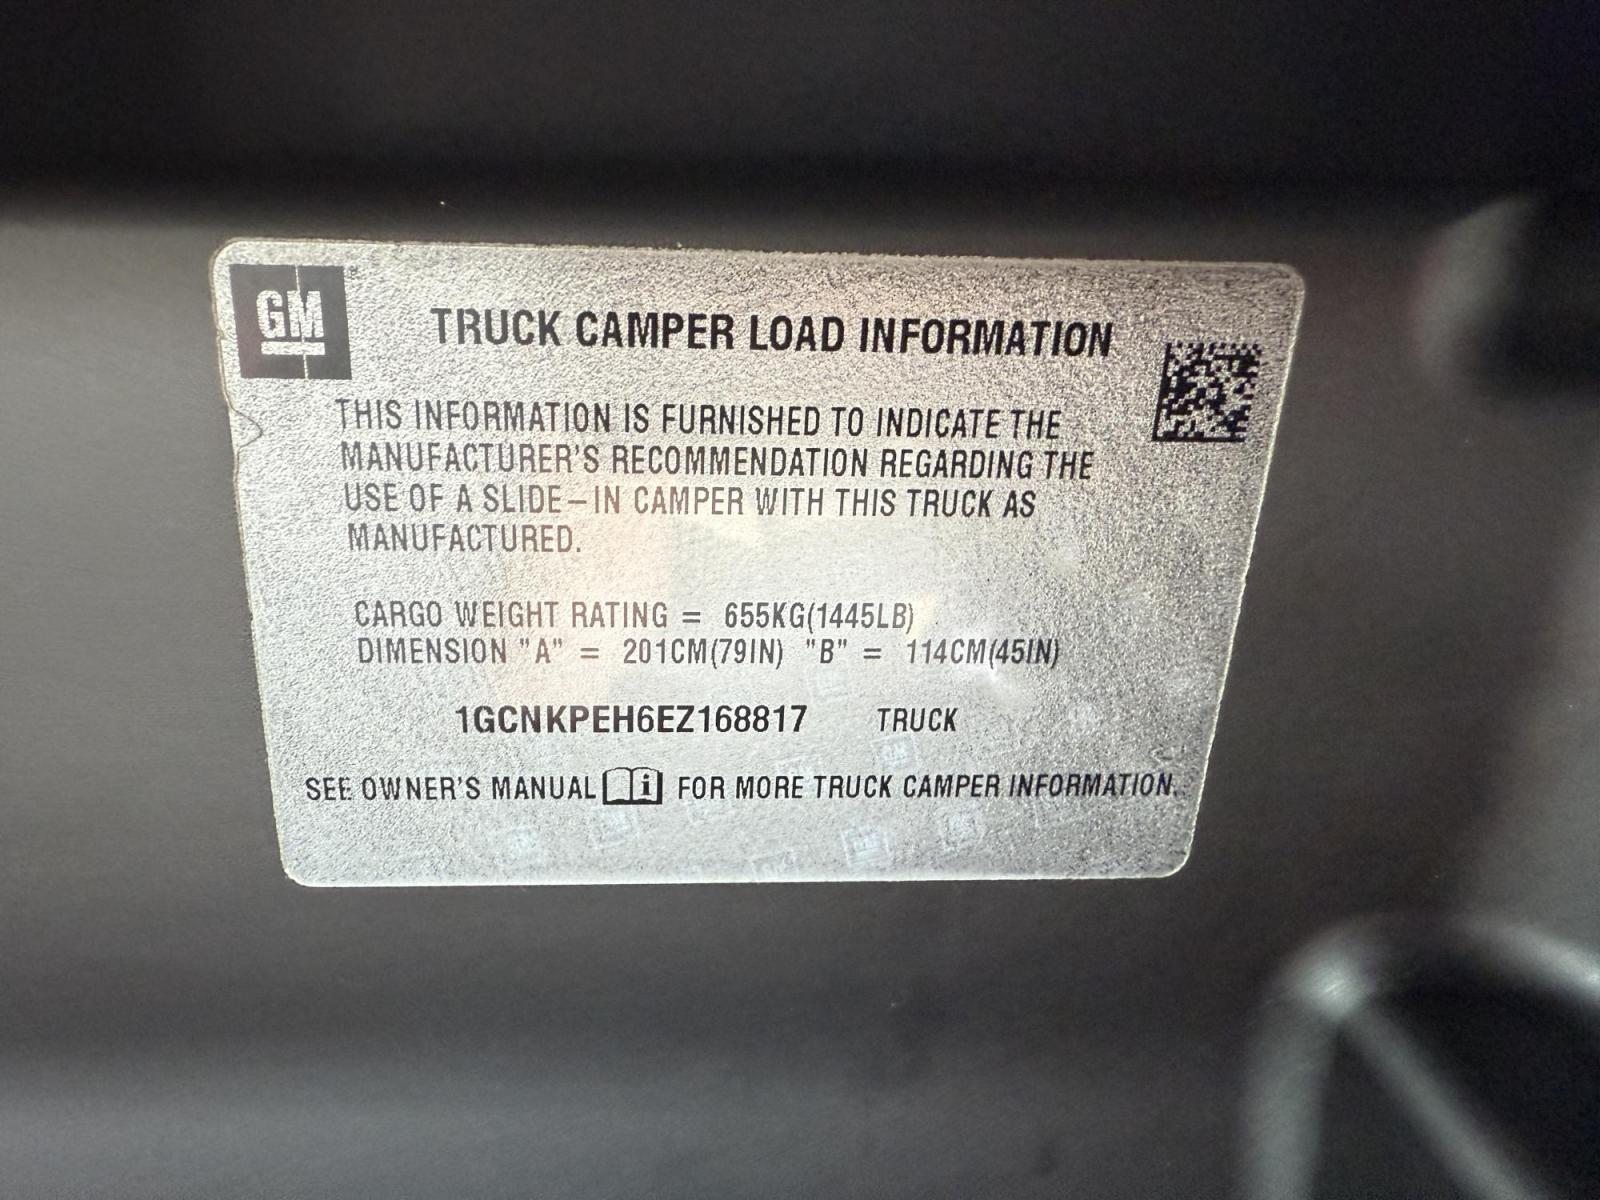 GM
TRUCK CAMPER LOAD INFORMATION
THIS INFORMATION IS FURNISHED TO INDICATE THE
MANUFACTURER'S RECOMMENDATION REGARDING THE
USE OF A SLIDE–IN CAMPER WITH THIS TRUCK AS
MANUFACTURED.
CARGO WEIGHT RATING = 655KG(1445LB)
DIMENSION "A" = 201CM(79IN) "B" = 114CM(45IN)
1GCNKPEH6EZ168817 TRUCK
SEE OWNER'S MANUAL i FOR MORE TRUCK CAMPER INFORMATION.